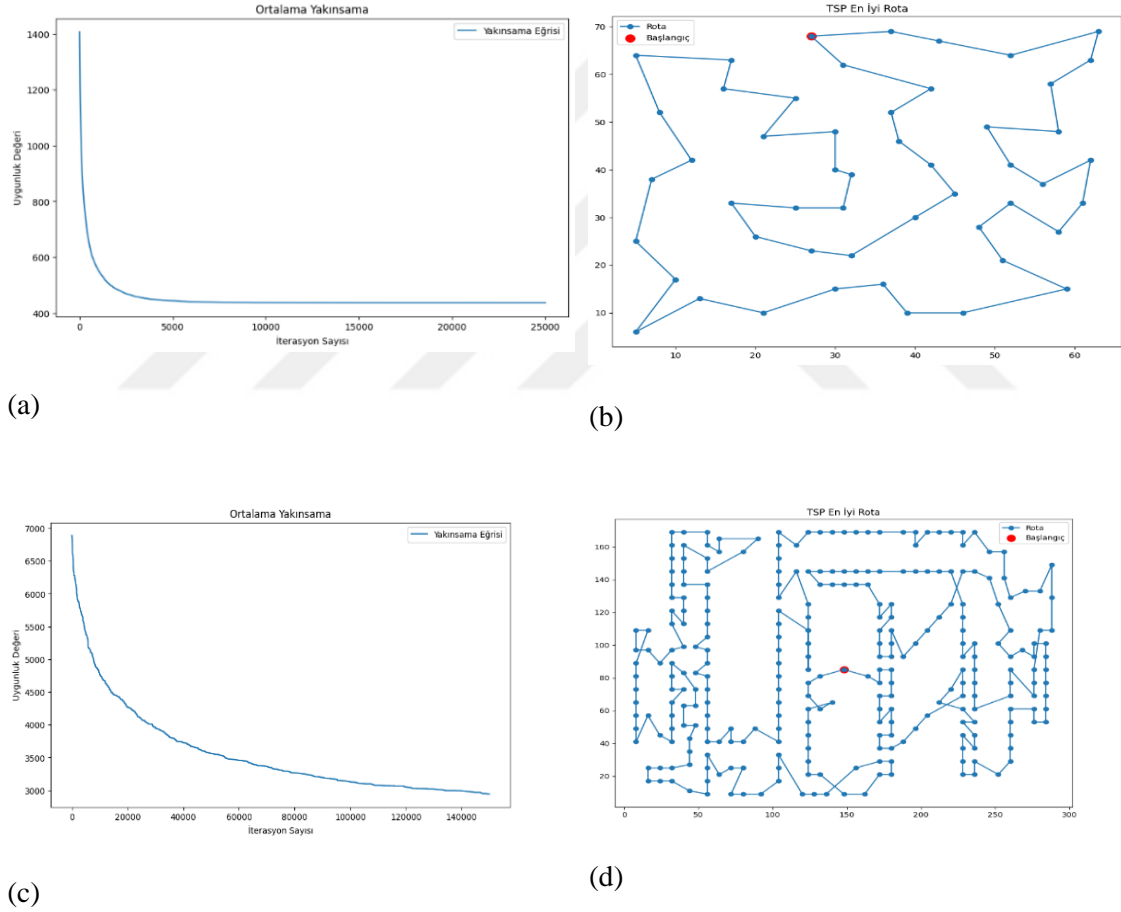 Ortalama Yakınsama
Yakınsama Eğrisi
1400
1200
1000
800
600
400
Uygunluk Değeri
0 5000 10000 15000 20000 25000
İterasyon Sayısı
(a)
TSP En İyi Rota
Rota
Başlangıç
70
60
50
40
30
20
10
10 20 30 40 50 60
(b)
Ortalama Yakınsama
Yakınsama Eğrisi
7000
6500
6000
5500
5000
4500
4000
3500
3000
Uygunluk Değeri
0 20000 40000 60000 80000 100000 120000 140000
İterasyon Sayısı
(c)
TSP En İyi Rota
Rota
Başlangıç
160
140
120
100
80
60
40
20
0 50 100 150 200 250 300
(d)